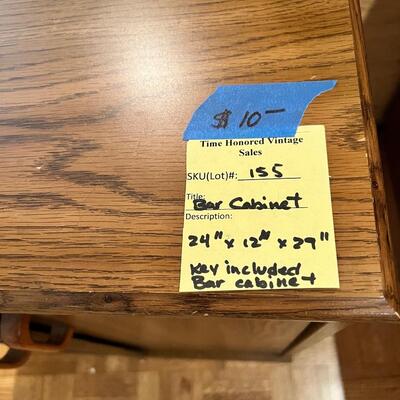 $10-
Time Honored Vintage
Sales
SKU(Lot)#: 155
Title: Bar Cabinet
Description:
24" x 12" x 29"
Key included
Bar cabinet